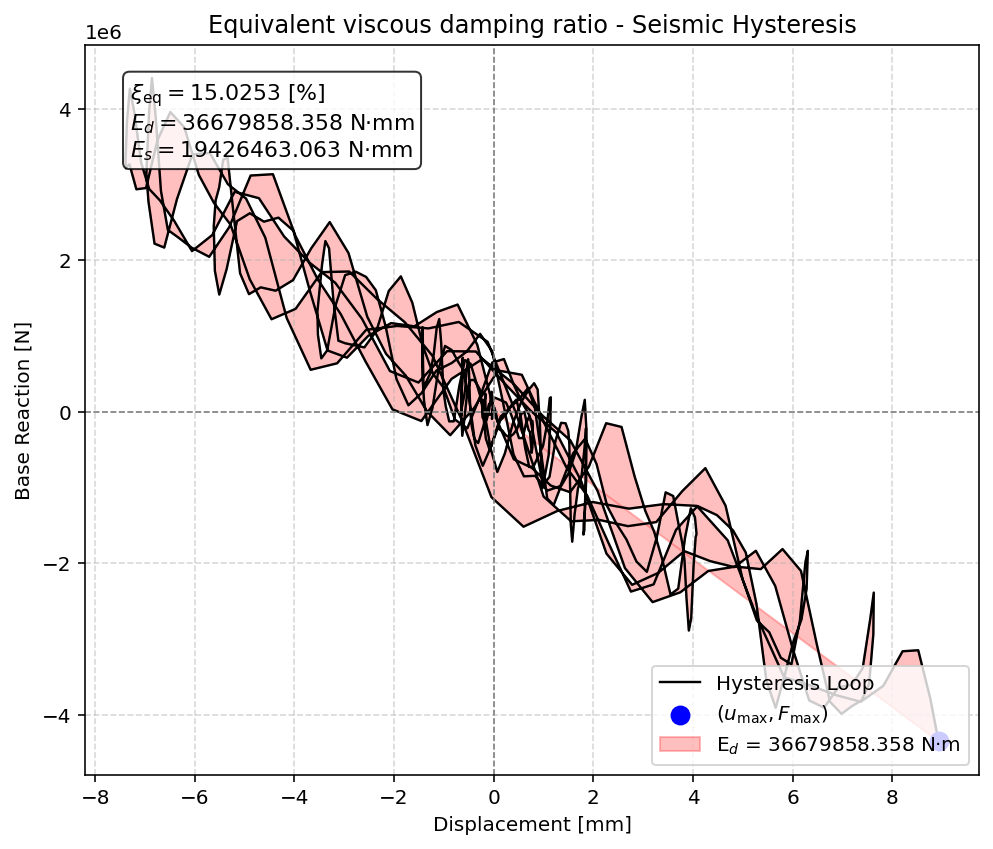 Equivalent viscous damping ratio - Seismic Hysteresis
1e6
ξeq = 15.0253 [%]
Ed = 36679858.358 N·mm
Es = 19426463.063 N·mm
4
2
0
−2
−4
Base Reaction [N]
Hysteresis Loop
(umax, Fmax)
Ed = 36679858.358 N·m
−8 −6 −4 −2 0 2 4 6 8
Displacement [mm]